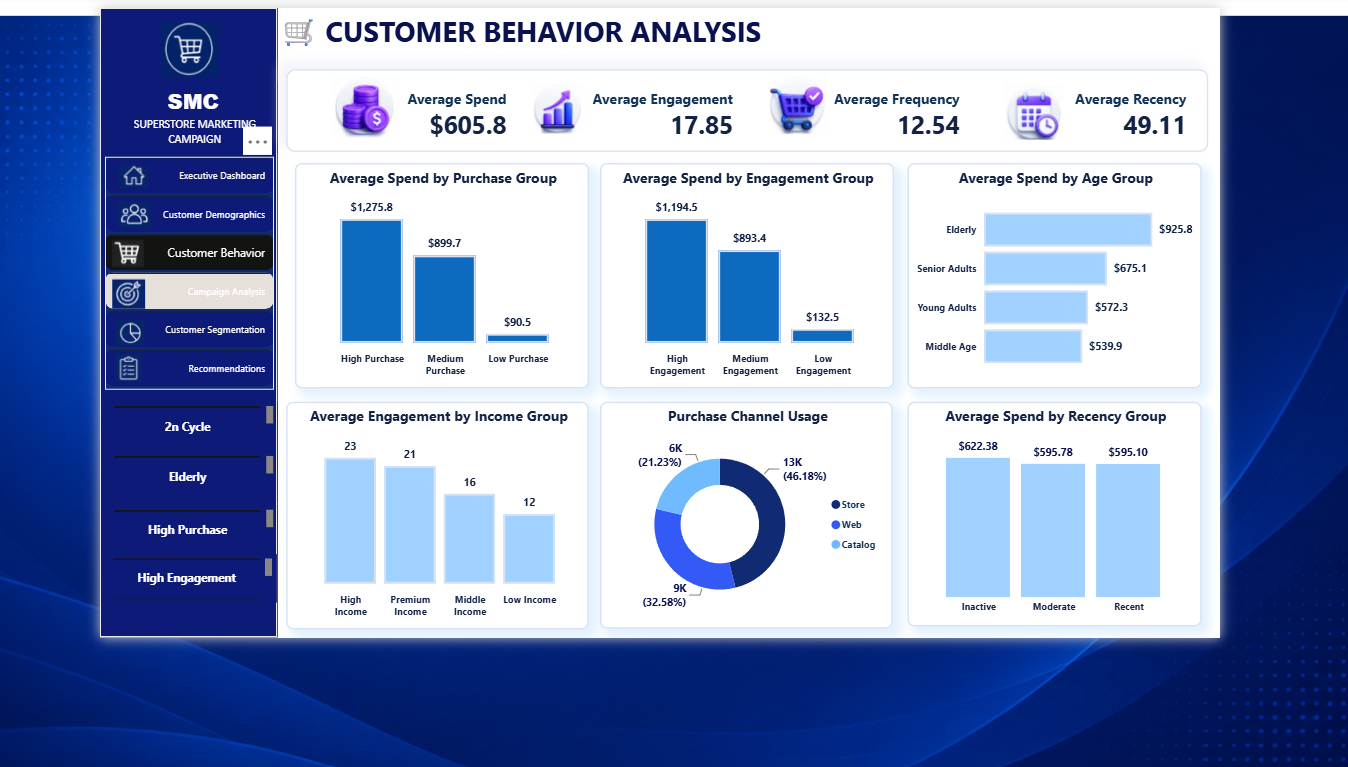 SMC
SUPERSTORE MARKETING
CAMPAIGN
Executive Dashboard
Customer Demographics
Customer Behavior
Campaign Analysis
Customer Segmentation
Recommendations
2n Cycle
Elderly
High Purchase
High Engagement
CUSTOMER BEHAVIOR ANALYSIS
Average Spend
$605.8
Average Engagement
17.85
Average Frequency
12.54
Average Recency
49.11
Average Spend by Purchase Group
$1,275.8
$899.7
$90.5
High Purchase
Medium
Purchase
Low Purchase
Average Spend by Engagement Group
$1,194.5
$893.4
$132.5
High
Engagement
Medium
Engagement
Low
Engagement
Average Spend by Age Group
Elderly $925.8
Senior Adults $675.1
Young Adults $572.3
Middle Age $539.9
Average Engagement by Income Group
23
21
16
12
High
Income
Premium
Income
Middle
Income
Low Income
Purchase Channel Usage
6K
(21.23%)
13K
(46.18%)
9K
(32.58%)
Store
Web
Catalog
Average Spend by Recency Group
$622.38
$595.78
$595.10
Inactive
Moderate
Recent